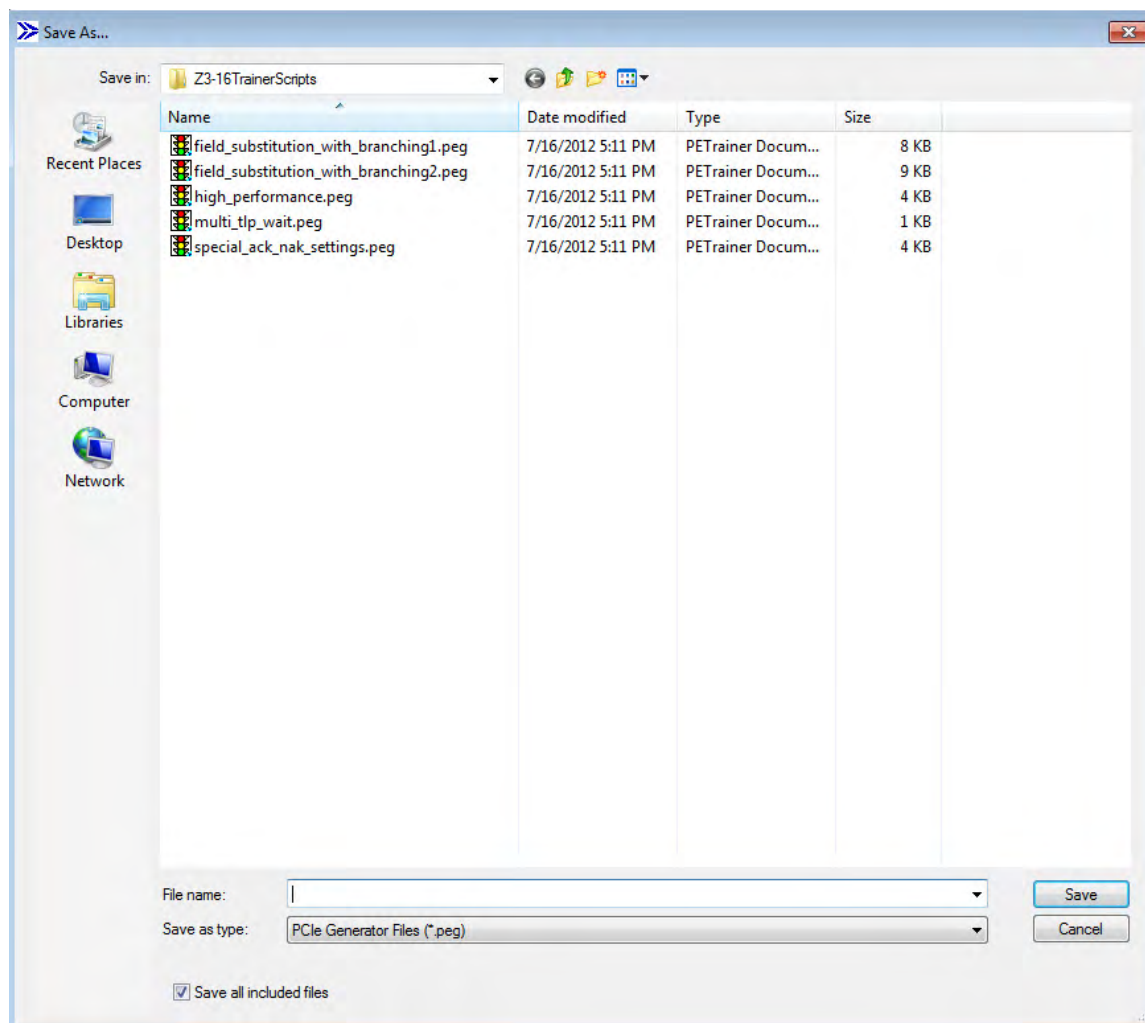 Save As...
Save in: Z3-16TrainerScripts
Name Date modified Type Size
field_substitution_with_branching1.peg 7/16/2012 5:11 PM PETrainer Docum... 8 KB
field_substitution_with_branching2.peg 7/16/2012 5:11 PM PETrainer Docum... 9 KB
high_performance.peg 7/16/2012 5:11 PM PETrainer Docum... 4 KB
multi_tlp_wait.peg 7/16/2012 5:11 PM PETrainer Docum... 1 KB
special_ack_nak_settings.peg 7/16/2012 5:11 PM PETrainer Docum... 4 KB
Recent Places
Desktop
Libraries
Computer
Network
File name: Save
Save as type: PCIe Generator Files (*.peg) Cancel
Save all included files